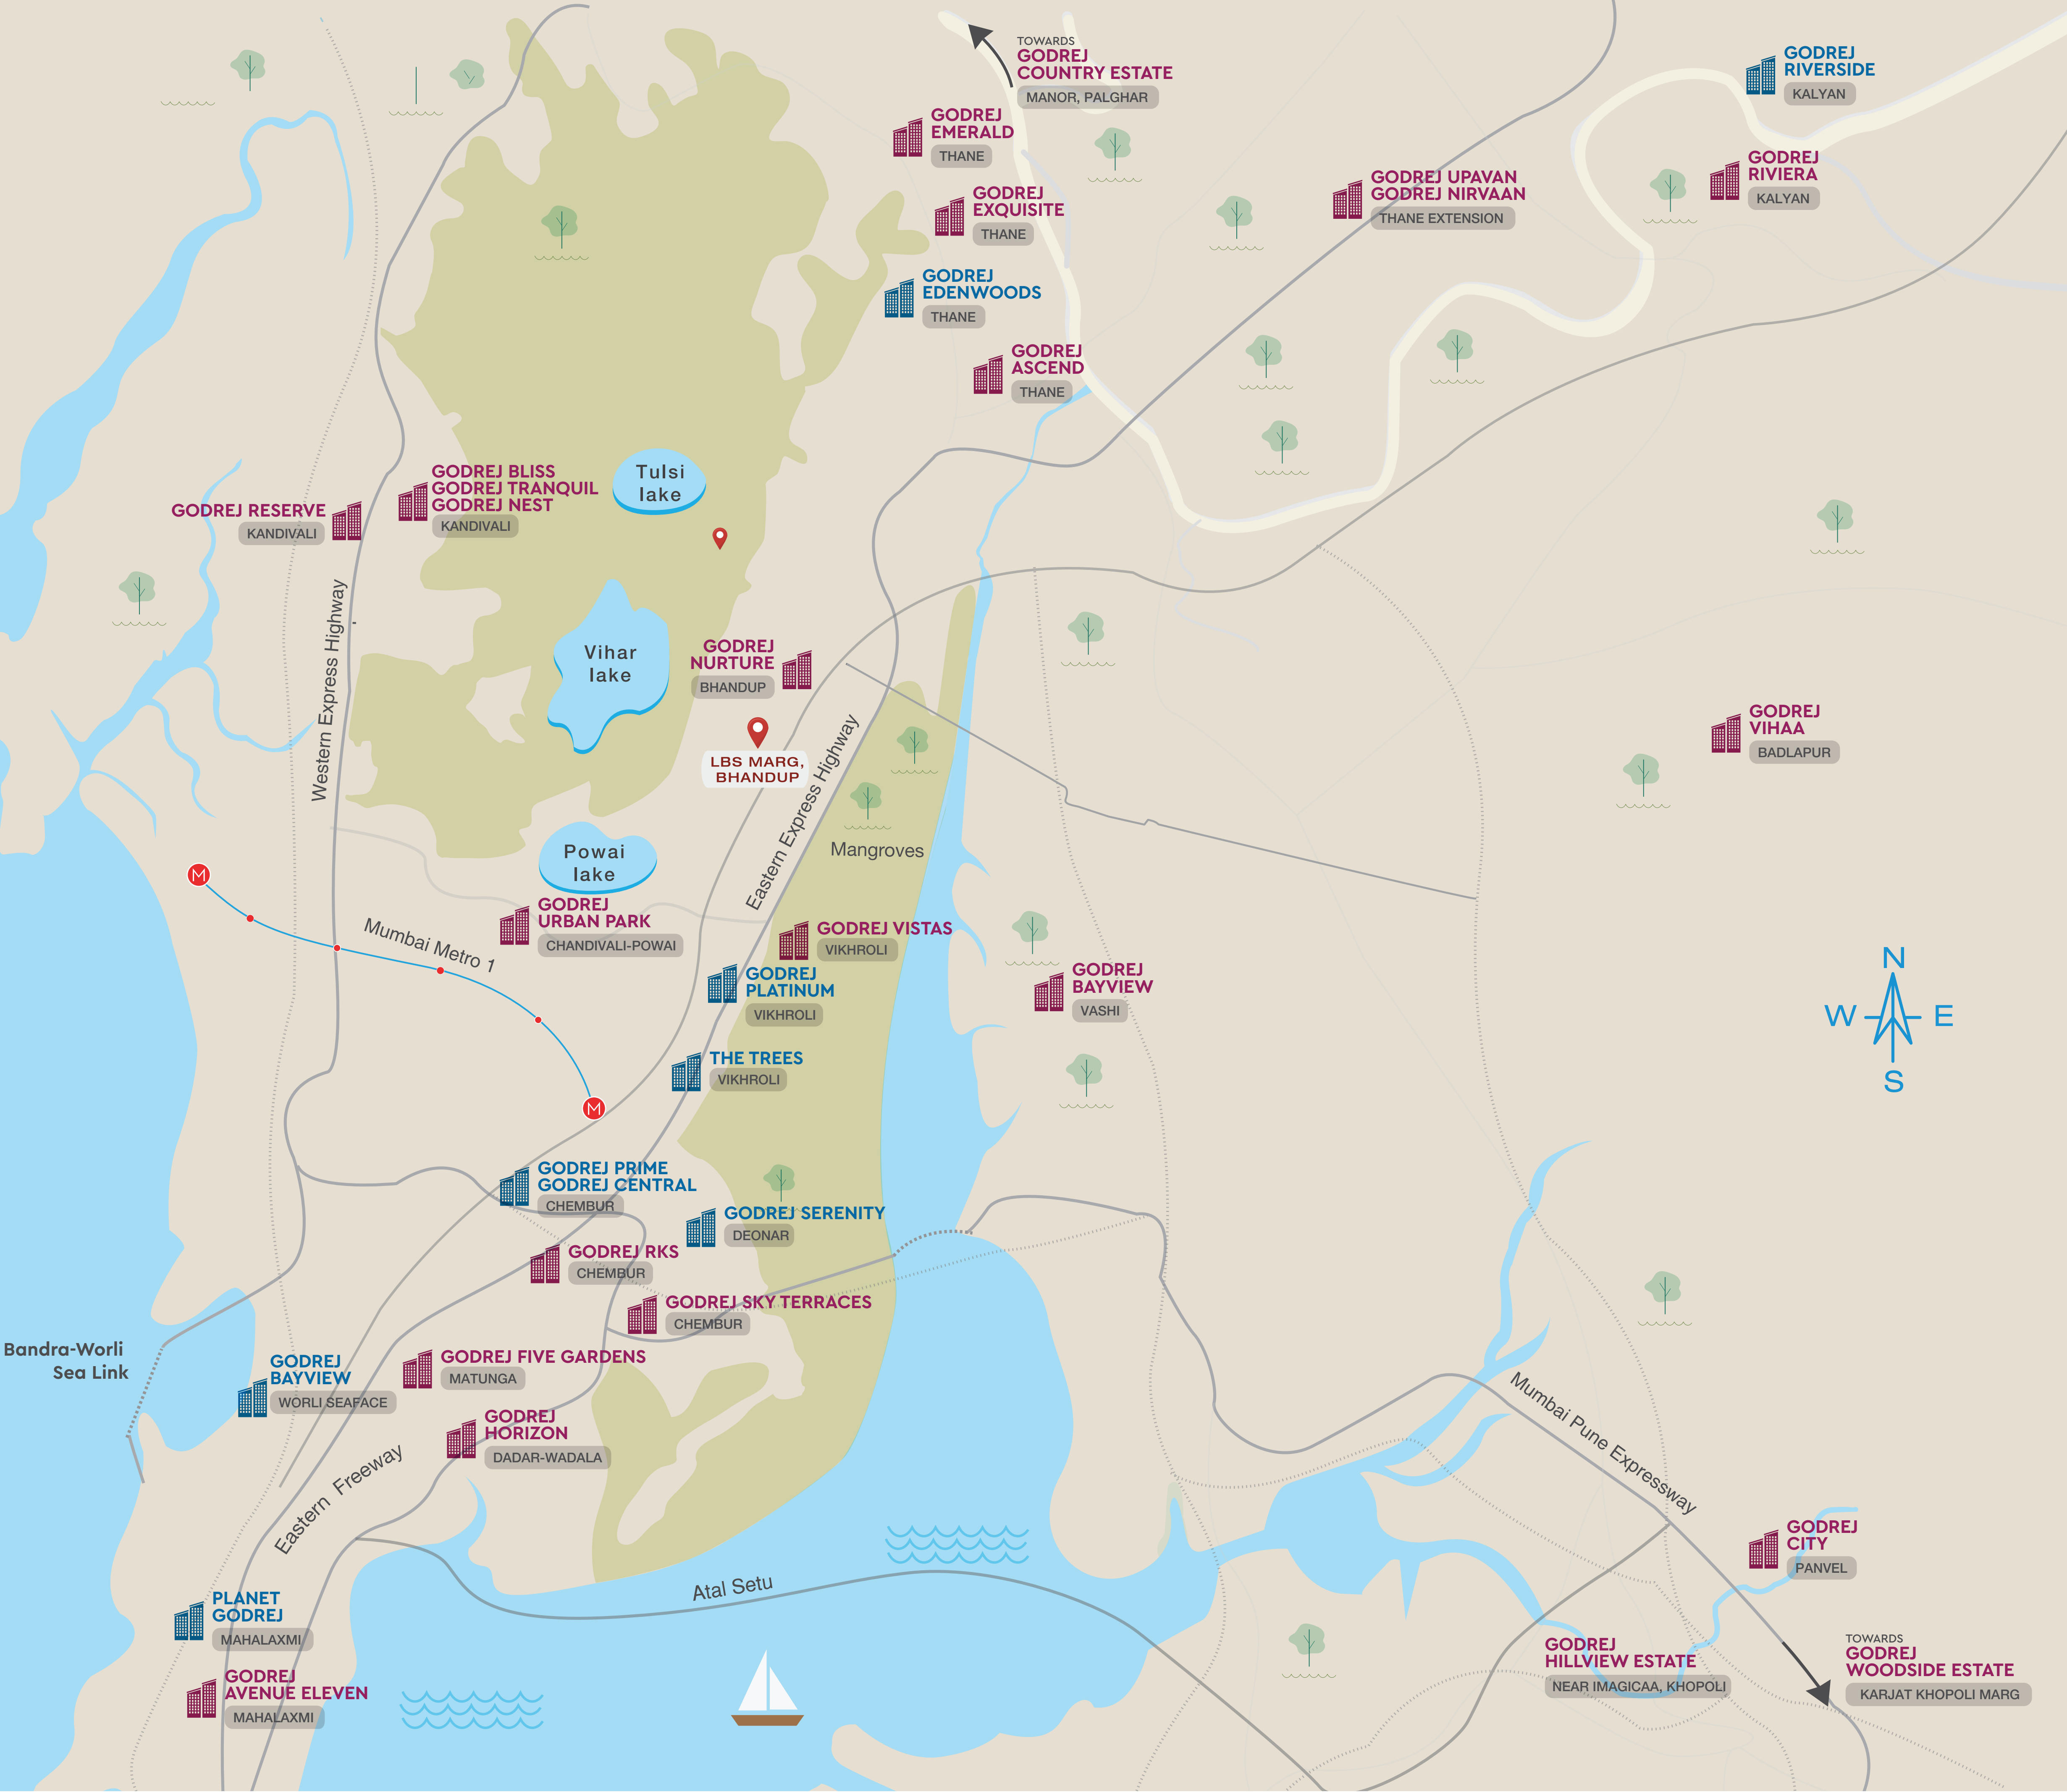 TOWARDS
GODREJ
COUNTRY ESTATE
MANOR, PALGHAR
GODREJ
RIVERSIDE
KALYAN
GODREJ
EMERALD
THANE
GODREJ
RIVIERA
KALYAN
GODREJ UPAVAN
GODREJ NIRVAAN
THANE EXTENSION
GODREJ
EXQUISITE
THANE
GODREJ
EDENWOODS
THANE
GODREJ
ASCEND
THANE
GODREJ BLISS
GODREJ TRANQUIL
GODREJ NEST
KANDIVALI
GODREJ RESERVE
KANDIVALI
Tulsi
lake
Western Express Highway
Vihar
lake
GODREJ
NURTURE
BHANDUP
LBS MARG,
BHANDUP
Eastern Express Highway
GODREJ
VIHAA
BADLAPUR
Mangroves
Powai
lake
M
Mumbai Metro 1
GODREJ
URBAN PARK
CHANDIVALI-POWAI
GODREJ VISTAS
VIKHROLI
GODREJ
PLATINUM
VIKHROLI
GODREJ
BAYVIEW
VASHI
N
W
E
S
THE TREES
VIKHROLI
M
GODREJ PRIME
GODREJ CENTRAL
CHEMBUR
GODREJ SERENITY
DEONAR
GODREJ RKS
CHEMBUR
GODREJ SKY TERRACES
CHEMBUR
Bandra-Worli
Sea Link
GODREJ
BAYVIEW
WORLI SEAFACE
GODREJ FIVE GARDENS
MATUNGA
GODREJ
HORIZON
DADAR-WADALA
Mumbai Pune Expressway
Eastern Freeway
GODREJ
CITY
PANVEL
Atal Setu
PLANET
GODREJ
MAHALAXMI
GODREJ
HILLVIEW ESTATE
NEAR IMAGICAA, KHOPOLI
TOWARDS
GODREJ
WOODSIDE ESTATE
KARJAT KHOPOLI MARG
GODREJ
AVENUE ELEVEN
MAHALAXMI